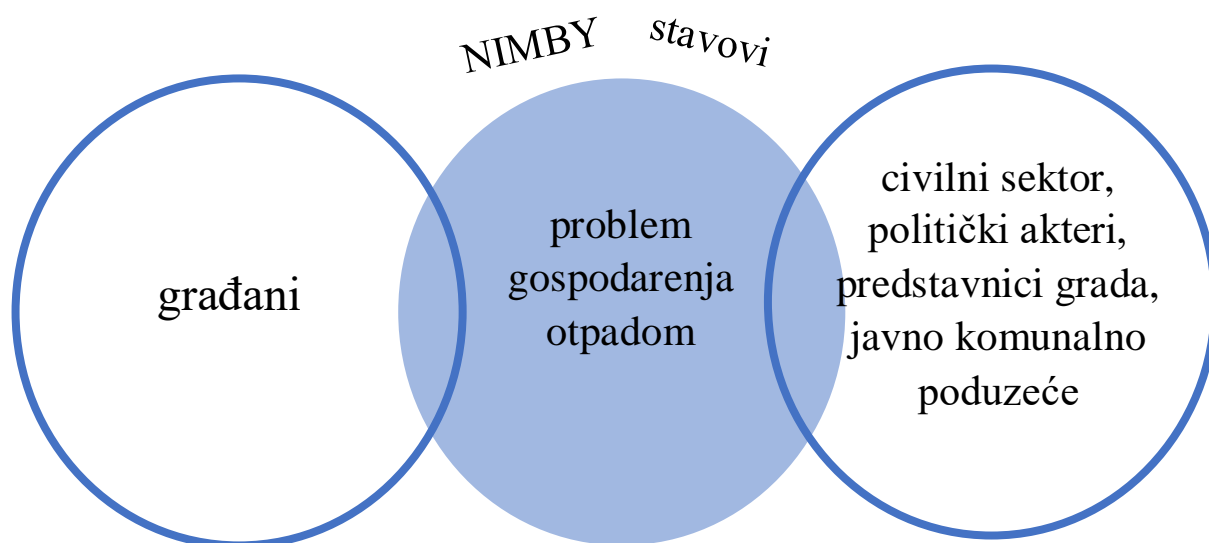 NIMBY stavovi
građani
problem
gospodarenja
otpadom
civilni sektor,
politički akteri,
predstavnici grada,
javno komunalno
poduzeće